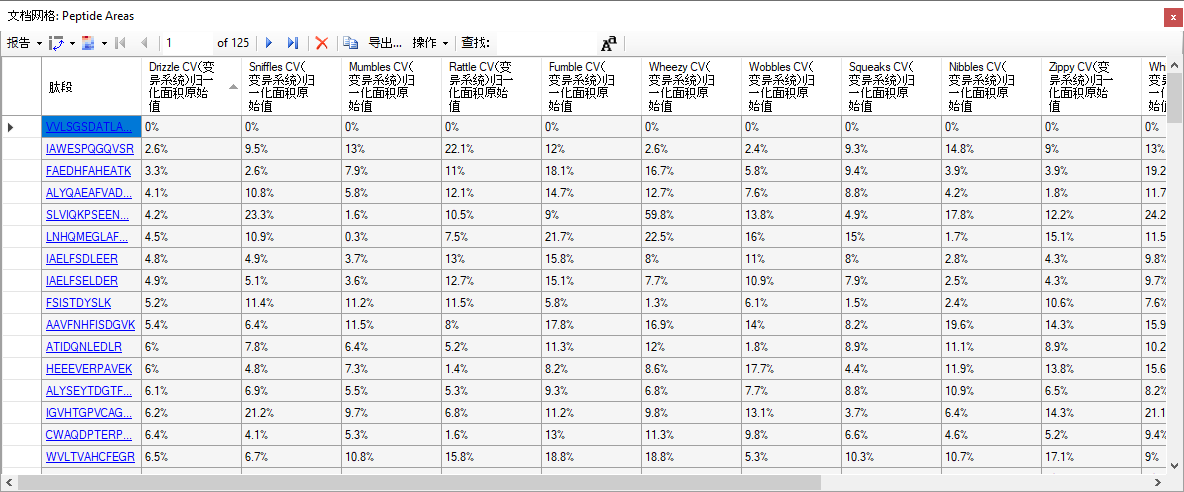 文档网格: Peptide Areas
报告 1 of 125 导出... 操作 查找: Aa
肽段 Drizzle CV(变异系统)归一化面积原始值 Sniffles CV(变异系统)归一化面积原始值 Mumbles CV(变异系统)归一化面积原始值 Rattle CV(变异系统)归一化面积原始值 Fumble CV(变异系统)归一化面积原始值 Wheezy CV(变异系统)归一化面积原始值 Wobbles CV(变异系统)归一化面积原始值 Squeaks CV(变异系统)归一化面积原始值 Nibbles CV(变异系统)归一化面积原始值 Zippy CV(变异系统)归一化面积原始值 Wh 变异 一化 始值
VVLSGSDATLA... 0% 0% 0% 0% 0% 0% 0% 0% 0% 0% 0%
IAWESPQGQVSR 2.6% 9.5% 13% 22.1% 12% 2.6% 2.4% 9.3% 14.8% 9% 13%
FAEDHFAHEATK 3.3% 2.6% 7.9% 11% 18.1% 16.7% 5.8% 9.4% 3.9% 3.9% 19.2
ALYQAEAFVAD... 4.1% 10.8% 5.8% 12.1% 14.7% 12.7% 7.6% 8.8% 4.2% 1.8% 11.7
SLVIQKPSEEN... 4.2% 23.3% 1.6% 10.5% 9% 59.8% 13.8% 4.9% 17.8% 12.2% 24.2
LNHQMEGLAF... 4.5% 10.9% 0.3% 7.5% 21.7% 22.5% 16% 15% 1.7% 15.1% 11.5
IAELFSDLEER 4.8% 4.9% 3.7% 13% 15.8% 8% 11% 8% 2.8% 4.3% 9.8%
IAELFSELDER 4.9% 5.1% 3.6% 12.7% 15.1% 7.7% 10.9% 7.9% 2.5% 4.3% 9.7%
FSISTDYSLK 5.2% 11.4% 11.2% 11.5% 5.8% 1.3% 6.1% 1.5% 2.4% 10.6% 7.6%
AAVFNHFISDGVK 5.4% 6.4% 11.5% 8% 17.8% 16.9% 14% 8.2% 19.6% 14.3% 15.9
ATIDQNLEDLR 6% 7.8% 6.4% 5.2% 11.3% 12% 1.8% 8.9% 11.1% 8.9% 10.2
HEEEVERPAVEK 6% 4.8% 7.3% 1.4% 8.2% 8.6% 17.7% 4.4% 11.9% 13.8% 15.6
ALYSEYTDGTF... 6.1% 6.9% 5.5% 5.3% 9.3% 6.8% 7.7% 8.8% 10.9% 6.5% 8.2%
IGVHTGPVCAG... 6.2% 21.2% 9.7% 6.8% 11.2% 9.8% 13.1% 3.7% 6.4% 14.3% 21.1
CWAQDPTERP... 6.4% 4.1% 5.3% 1.6% 13% 11.3% 9.8% 6.6% 4.6% 5.2% 9.4%
WVLTVAHCFEGR 6.5% 6.7% 10.8% 15.8% 18.8% 18.8% 5.3% 10.3% 10.7% 17.1% 9%